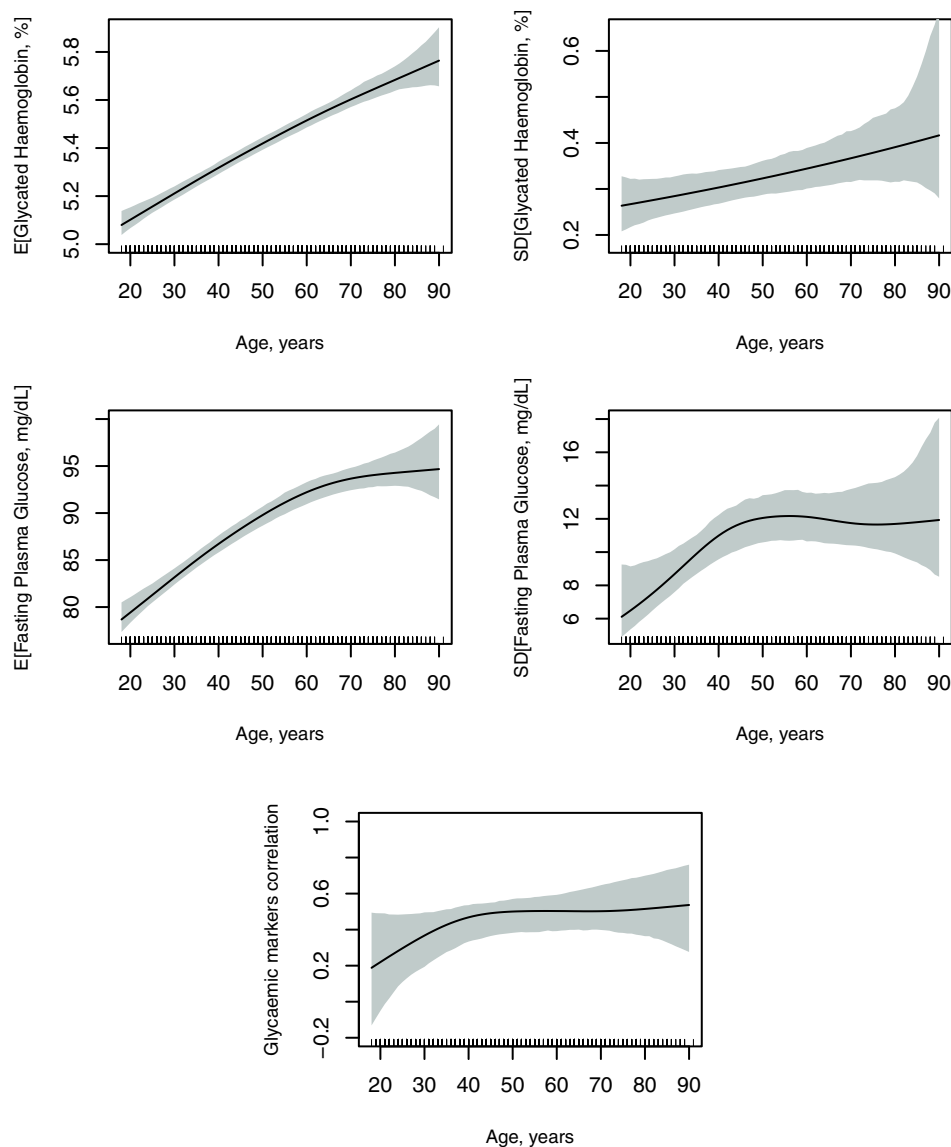 E[Glycated Haemoglobin, %]
5.0 5.2 5.4 5.6 5.8
20 30 40 50 60 70 80 90
Age, years
SD[Glycated Haemoglobin, %]
0.2 0.4 0.6
20 30 40 50 60 70 80 90
Age, years
E[Fasting Plasma Glucose, mg/dL]
80 85 90 95
20 30 40 50 60 70 80 90
Age, years
SD[Fasting Plasma Glucose, mg/dL]
6 8 12 16
20 30 40 50 60 70 80 90
Age, years
Glycaemic markers correlation
−0.2 0.2 0.6 1.0
20 30 40 50 60 70 80 90
Age, years